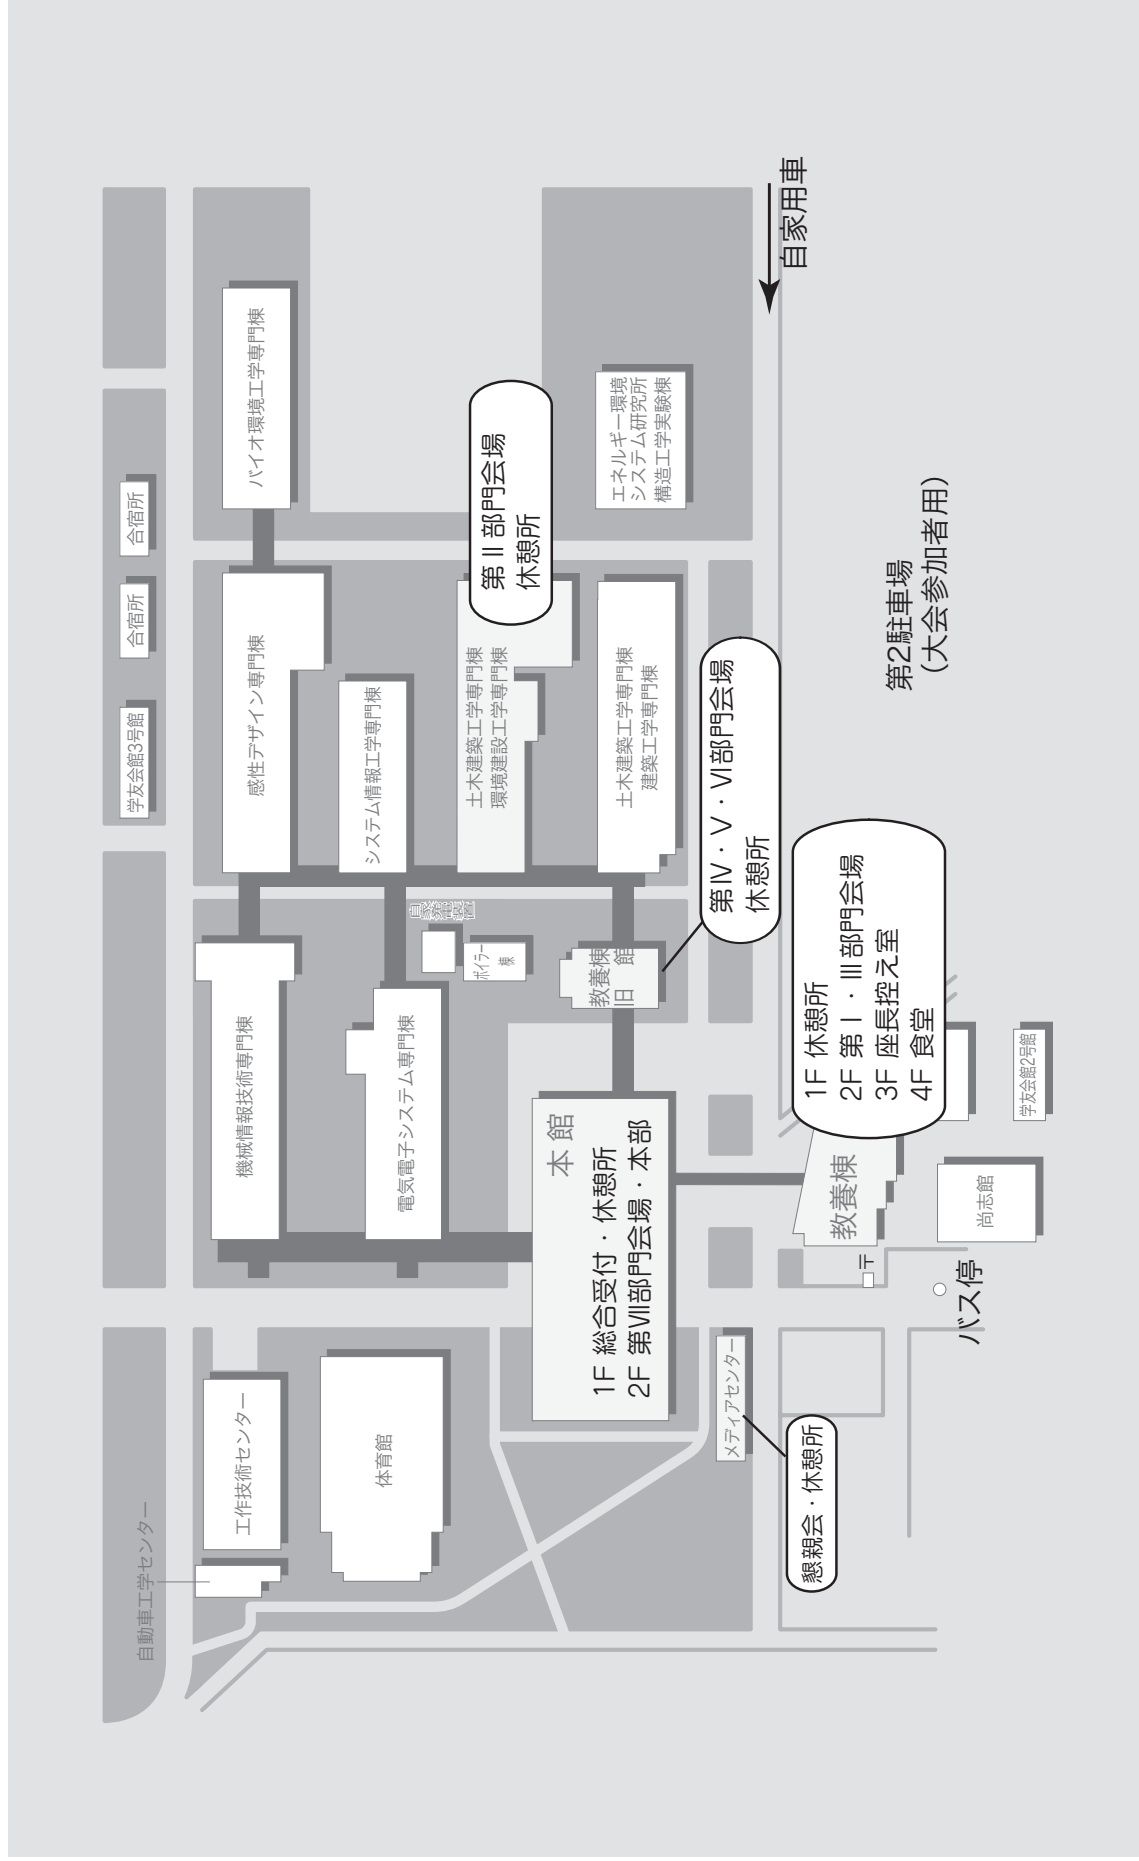 自動車工学センター
工作技術センター
体育館
機械情報技術専門棟
電気電子システム専門棟
ボイラー
棟
自家発電装置
感性デザイン専門棟
システム情報工学専門棟
土木建築工学専門棟
環境建設工学専門棟
土木建築工学専門棟
建築工学専門棟
バイオ環境工学専門棟
エネルギー環境
システム研究所
構造工学実験棟
学友会館3号館
合宿所
合宿所
第Ⅱ部門会場
休憩所
教養棟
旧館
第Ⅳ・Ⅴ・Ⅵ部門会場
休憩所
本館
1F 総合受付・休憩所
2F 第Ⅶ部門会場・本部
メディアセンター
懇親会・休憩所
教養棟
1F 休憩所
2F 第Ⅰ・Ⅲ部門会場
3F 座長控え室
4F 食堂
〒
バス停
尚志館
学友会館2号館
第2駐車場
(大会参加者用)
自家用車